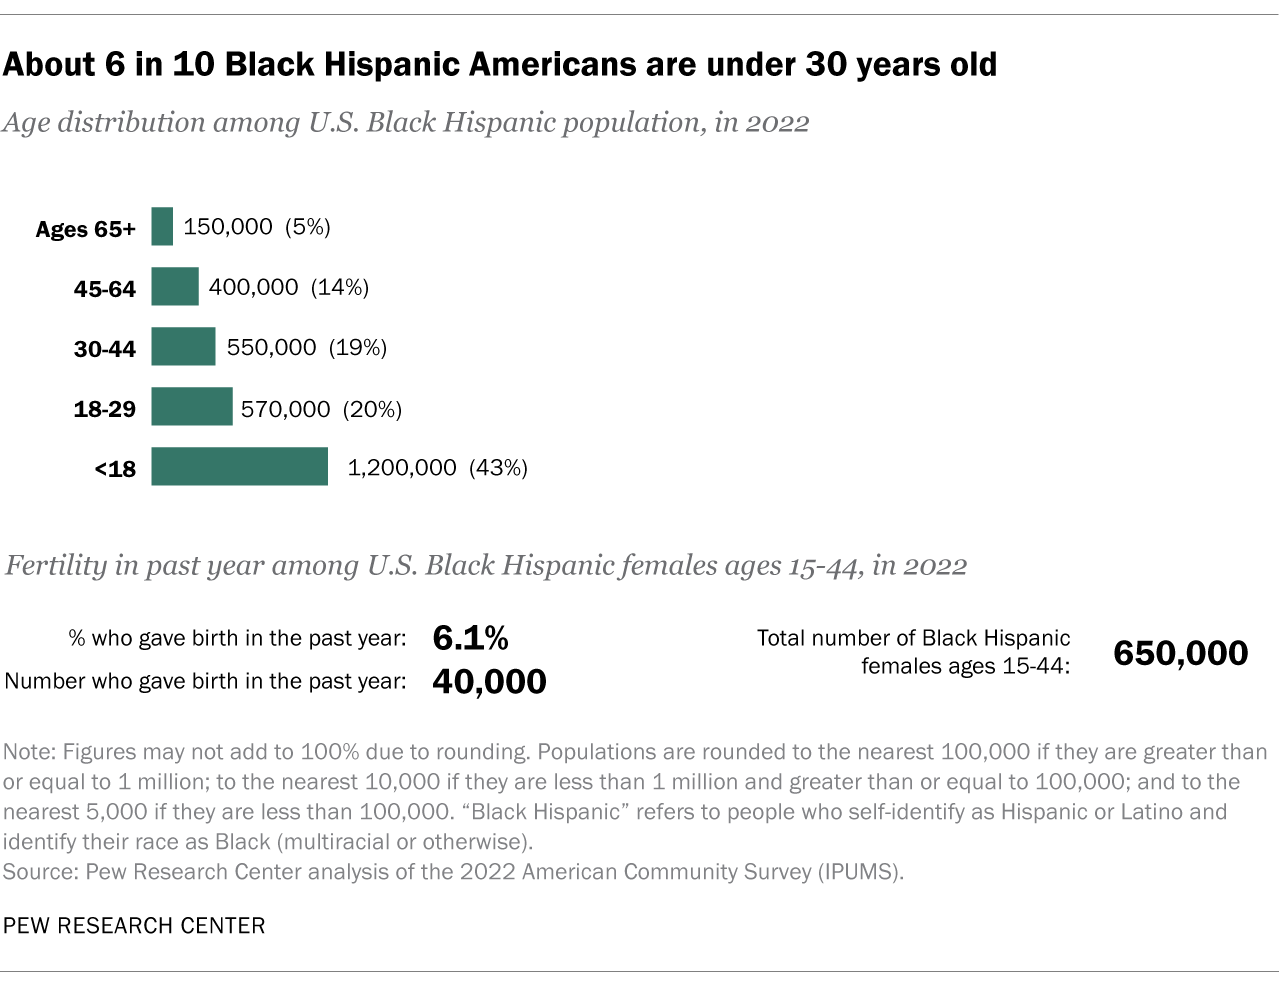 About 6 in 10 Black Hispanic Americans are under 30 years old
Age distribution among U.S. Black Hispanic population, in 2022
Ages 65+ 150,000 (5%)
45-64 400,000 (14%)
30-44 550,000 (19%)
18-29 570,000 (20%)
<18 1,200,000 (43%)
Fertility in past year among U.S. Black Hispanic females ages 15-44, in 2022
% who gave birth in the past year: 6.1%
Number who gave birth in the past year: 40,000
Total number of Black Hispanic
females ages 15-44: 650,000
Note: Figures may not add to 100% due to rounding. Populations are rounded to the nearest 100,000 if they are greater than
or equal to 1 million; to the nearest 10,000 if they are less than 1 million and greater than or equal to 100,000; and to the
nearest 5,000 if they are less than 100,000. “Black Hispanic” refers to people who self-identify as Hispanic or Latino and
identify their race as Black (multiracial or otherwise).
Source: Pew Research Center analysis of the 2022 American Community Survey (IPUMS).
PEW RESEARCH CENTER